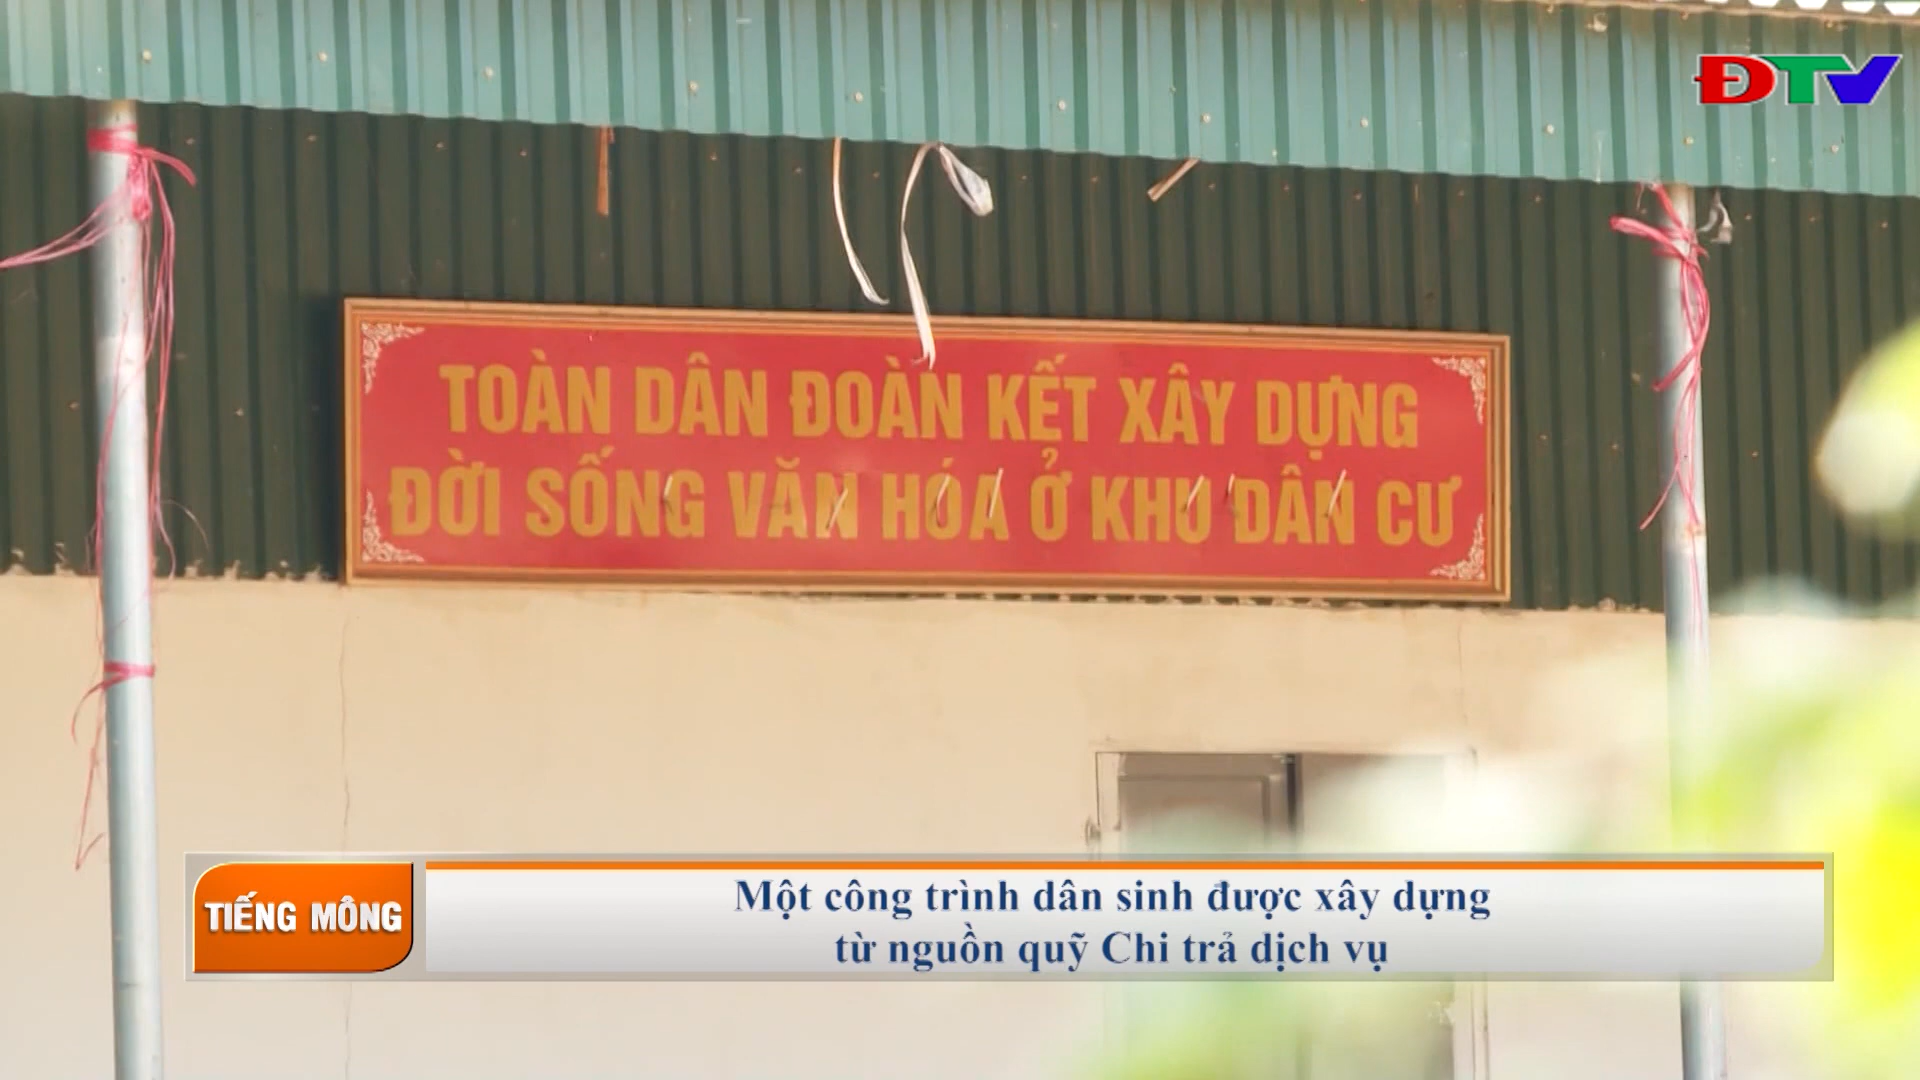 ĐTV
TOÀN DÂN ĐOÀN KẾT XÂY DỰNG
ĐỜI SỐNG VĂN HÓA Ở KHU DÂN CƯ
TIẾNG MÔNG
Một công trình dân sinh được xây dựng
từ nguồn quỹ Chi trả dịch vụ